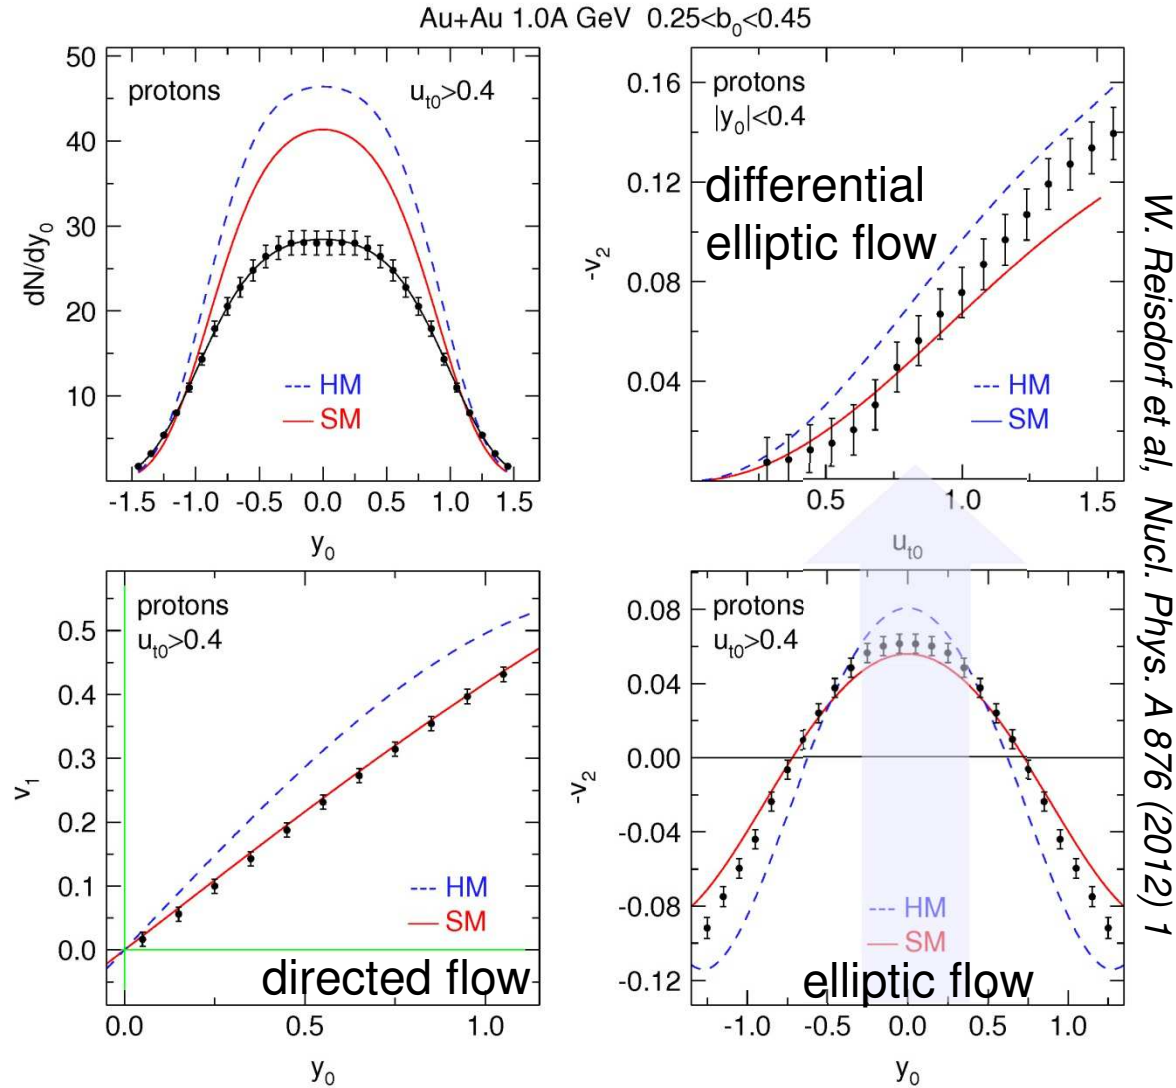 Au+Au 1.0A GeV 0.25<b₀<0.45
50
40
30
20
10
dN/dy₀
protons
uₜ₀>0.4
HM
SM
-1.5 -1.0 -0.5 0.0 0.5 1.0 1.5
y₀
0.16
0.12
0.08
0.04
-v₂
protons
|y₀|<0.4
differential
elliptic flow
HM
SM
0.5 1.0 1.5
uₜ₀
0.5
0.4
0.3
0.2
0.1
0.0
v₁
protons
uₜ₀>0.4
HM
SM
directed flow
0.0 0.5 1.0
y₀
0.08
0.04
0.00
-0.04
-0.08
-0.12
-v₂
protons
uₜ₀>0.4
HM
SM
elliptic flow
-1.0 -0.5 0.0 0.5 1.0
y₀
W. Reisdorf et al, Nucl. Phys. A 876 (2012) 1